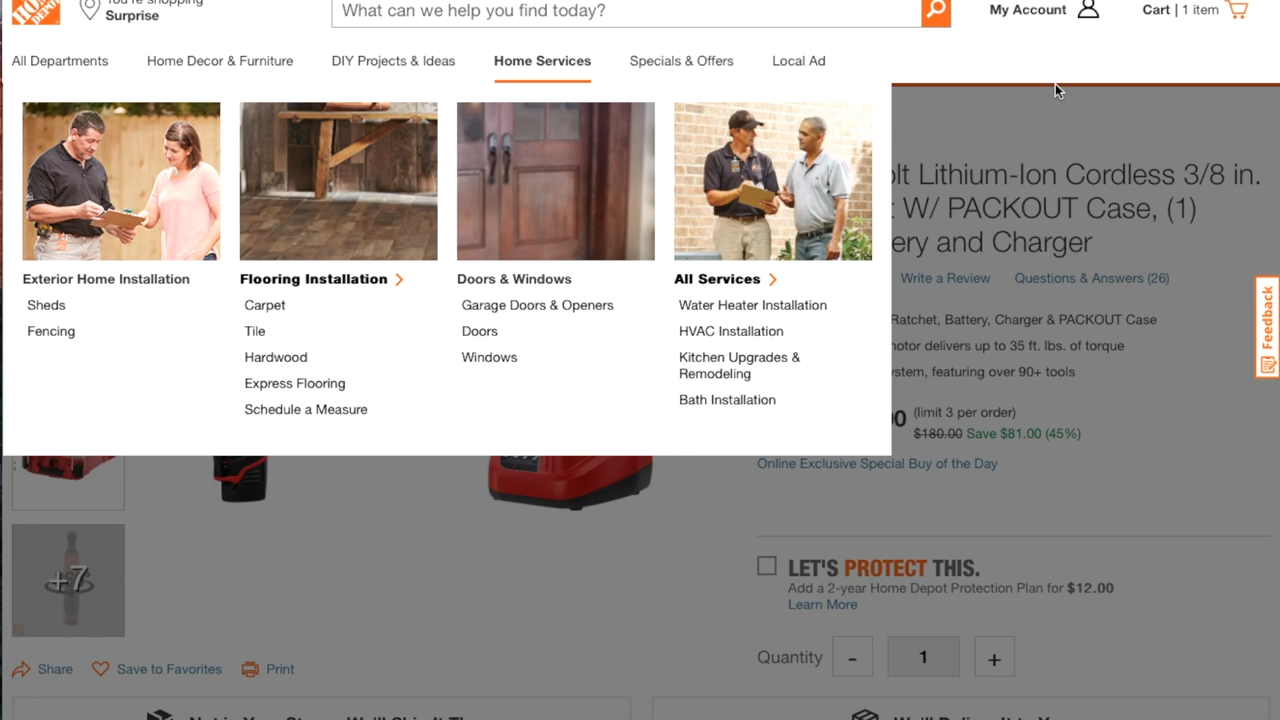 THE
HOME
DEPOT
You're shopping
Surprise
What can we help you find today?
My Account
Cart | 1 item
All Departments
Home Decor & Furniture
DIY Projects & Ideas
Home Services
Specials & Offers
Local Ad
Exterior Home Installation
Sheds
Fencing
Flooring Installation
Carpet
Tile
Hardwood
Express Flooring
Schedule a Measure
Doors & Windows
Garage Doors & Openers
Doors
Windows
All Services
Water Heater Installation
HVAC Installation
Kitchen Upgrades &
Remodeling
Bath Installation
Lithium-Ion Cordless 3/8 in.
W/ PACKOUT Case, (1)
and Charger
Write a Review
Questions & Answers (26)
Ratchet, Battery, Charger & PACKOUT Case
delivers up to 35 ft. lbs. of torque
featuring over 90+ tools
(limit 3 per order)
$180.00 Save $81.00 (45%)
Online Exclusive Special Buy of the Day
Feedback
+7
LET'S PROTECT THIS.
Add a 2-year Home Depot Protection Plan for $12.00
Learn More
Quantity
-
1
+
Share
Save to Favorites
Print